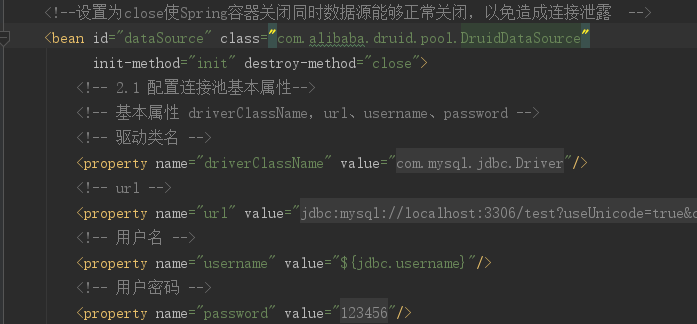 <!--设置为close使Spring容器关闭同时数据源能够正常关闭，以免造成连接泄露  -->
<bean id="dataSource" class="com.alibaba.druid.pool.DruidDataSource"
init-method="init" destroy-method="close">
<!-- 2.1 配置连接池基本属性-->
<!-- 基本属性 driverClassName，url、username、password -->
<!-- 驱动类名 -->
<property name="driverClassName" value="com.mysql.jdbc.Driver"/>
<!-- url -->
<property name="url" value="jdbc:mysql://localhost:3306/test?useUnicode=true&
<!-- 用户名 -->
<property name="username" value="${jdbc.username}"/>
<!-- 用户密码 -->
<property name="password" value="123456"/>